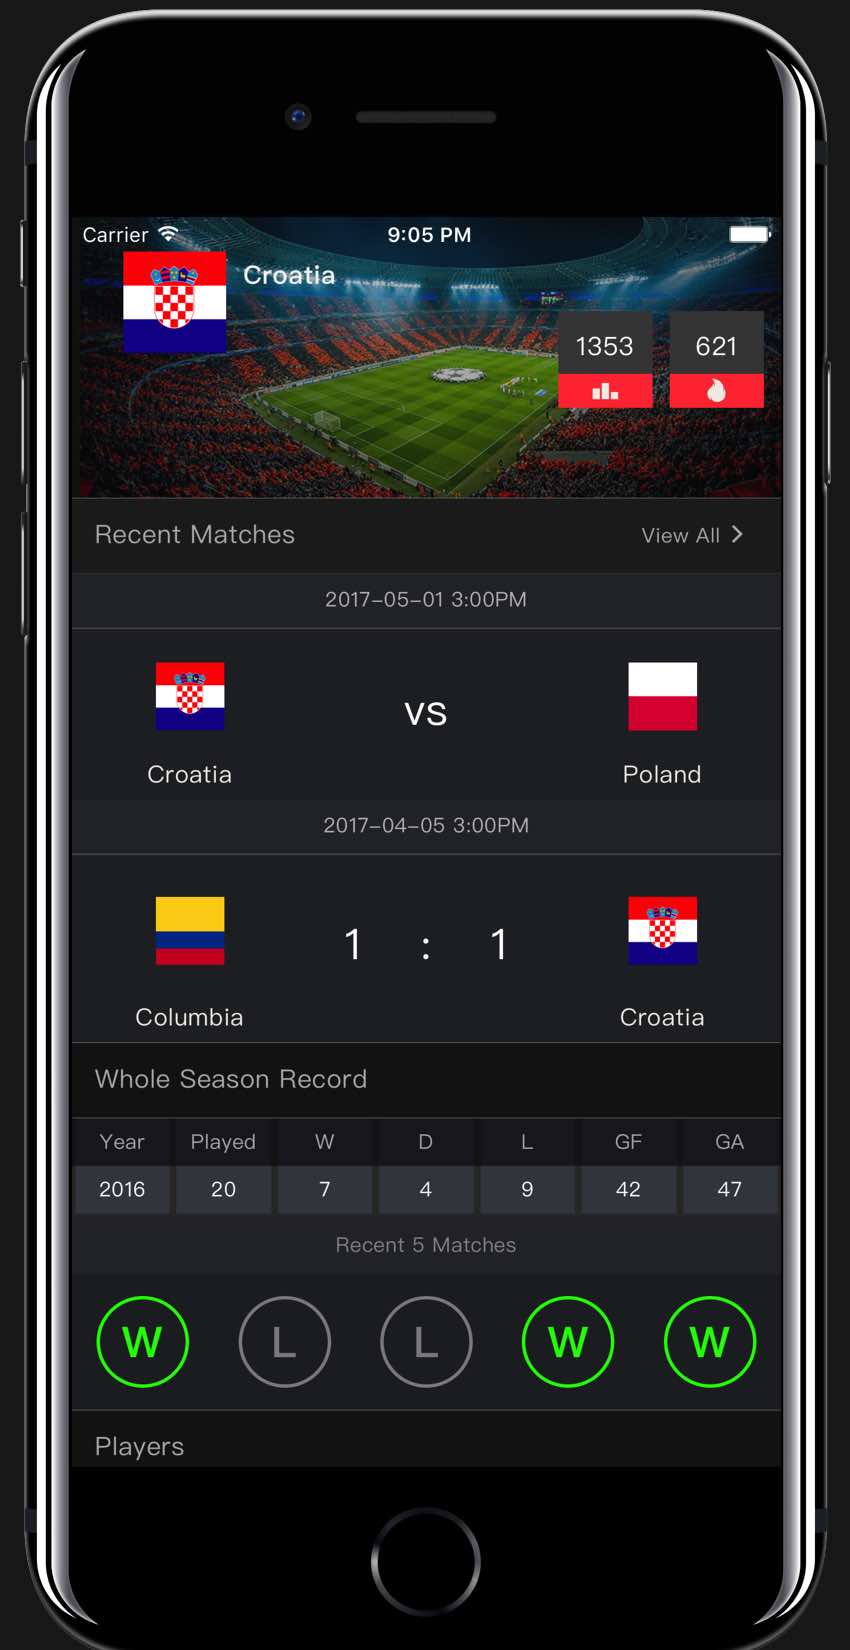 Carrier 9:05 PM
Croatia
1353 621
Recent Matches View All
2017-05-01 3:00PM
vs
Croatia Poland
2017-04-05 3:00PM
1 : 1
Columbia Croatia
Whole Season Record
Year Played W D L GF GA
2016 20 7 4 9 42 47
Recent 5 Matches
W L L W W
Players